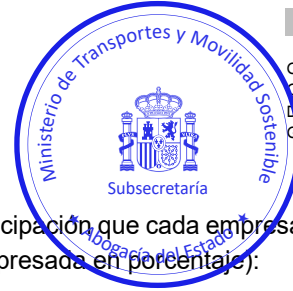 Ministerio de Transportes y Movilidad Sostenible
Subsecretaría
Abogacía del Estado
cipación que cada empresa
presada en porcentaje):